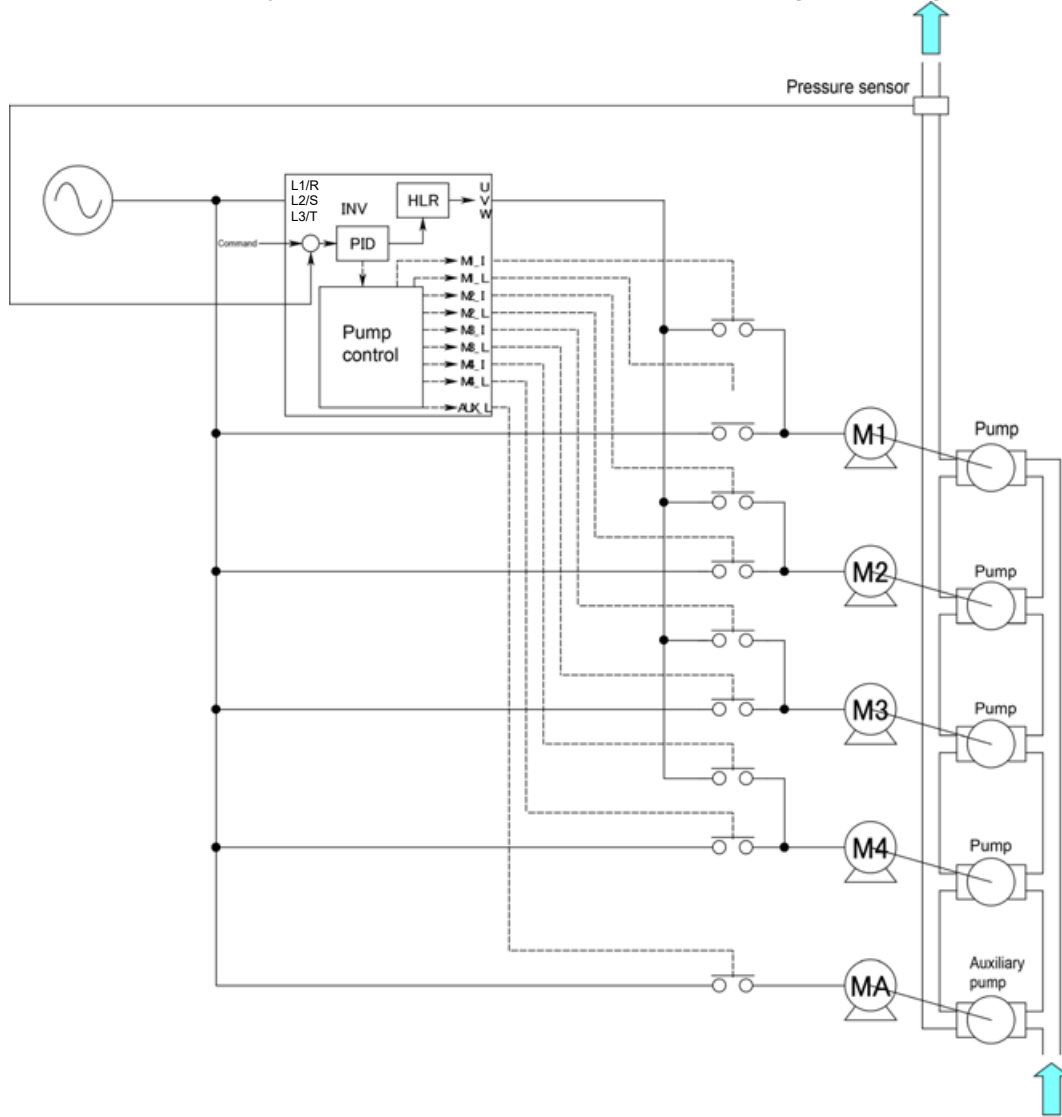 Pressure sensor
L1/R
L2/S
L3/T
INV
HLR
U
V
W
Command
PID
M1_I
M1_L
M2_I
M2_L
M3_I
M3_L
M4_I
M4_L
AUX_L
Pump
control
M1
Pump
M2
Pump
M3
Pump
M4
Pump
MA
Auxiliary
pump